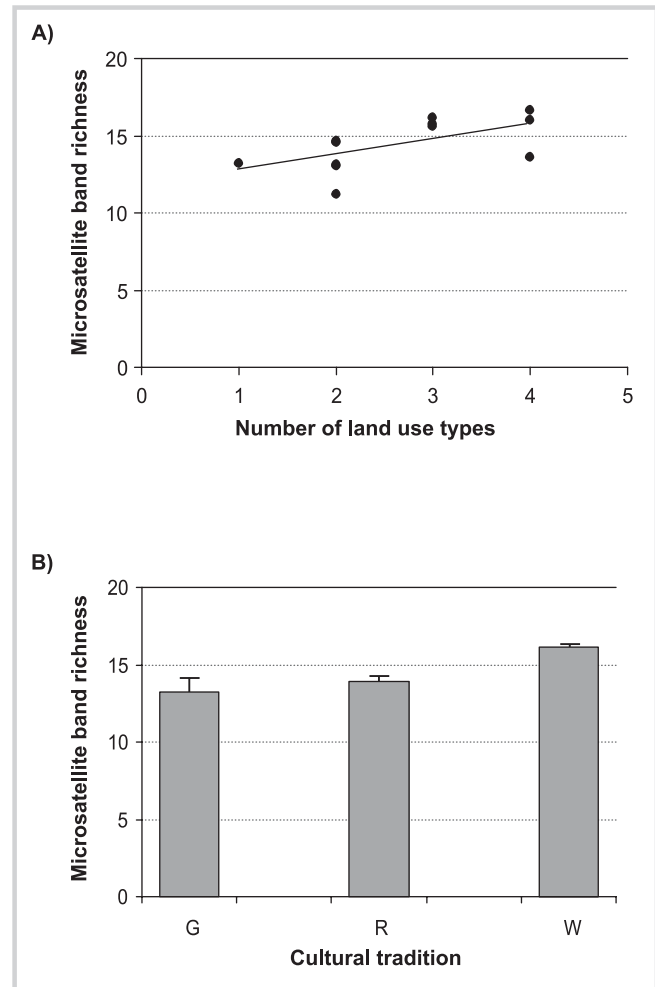 A)
Microsatellite band richness
20
15
10
5
0
0 1 2 3 4 5
Number of land use types
B)
Microsatellite band richness
20
15
10
5
0
G R W
Cultural tradition